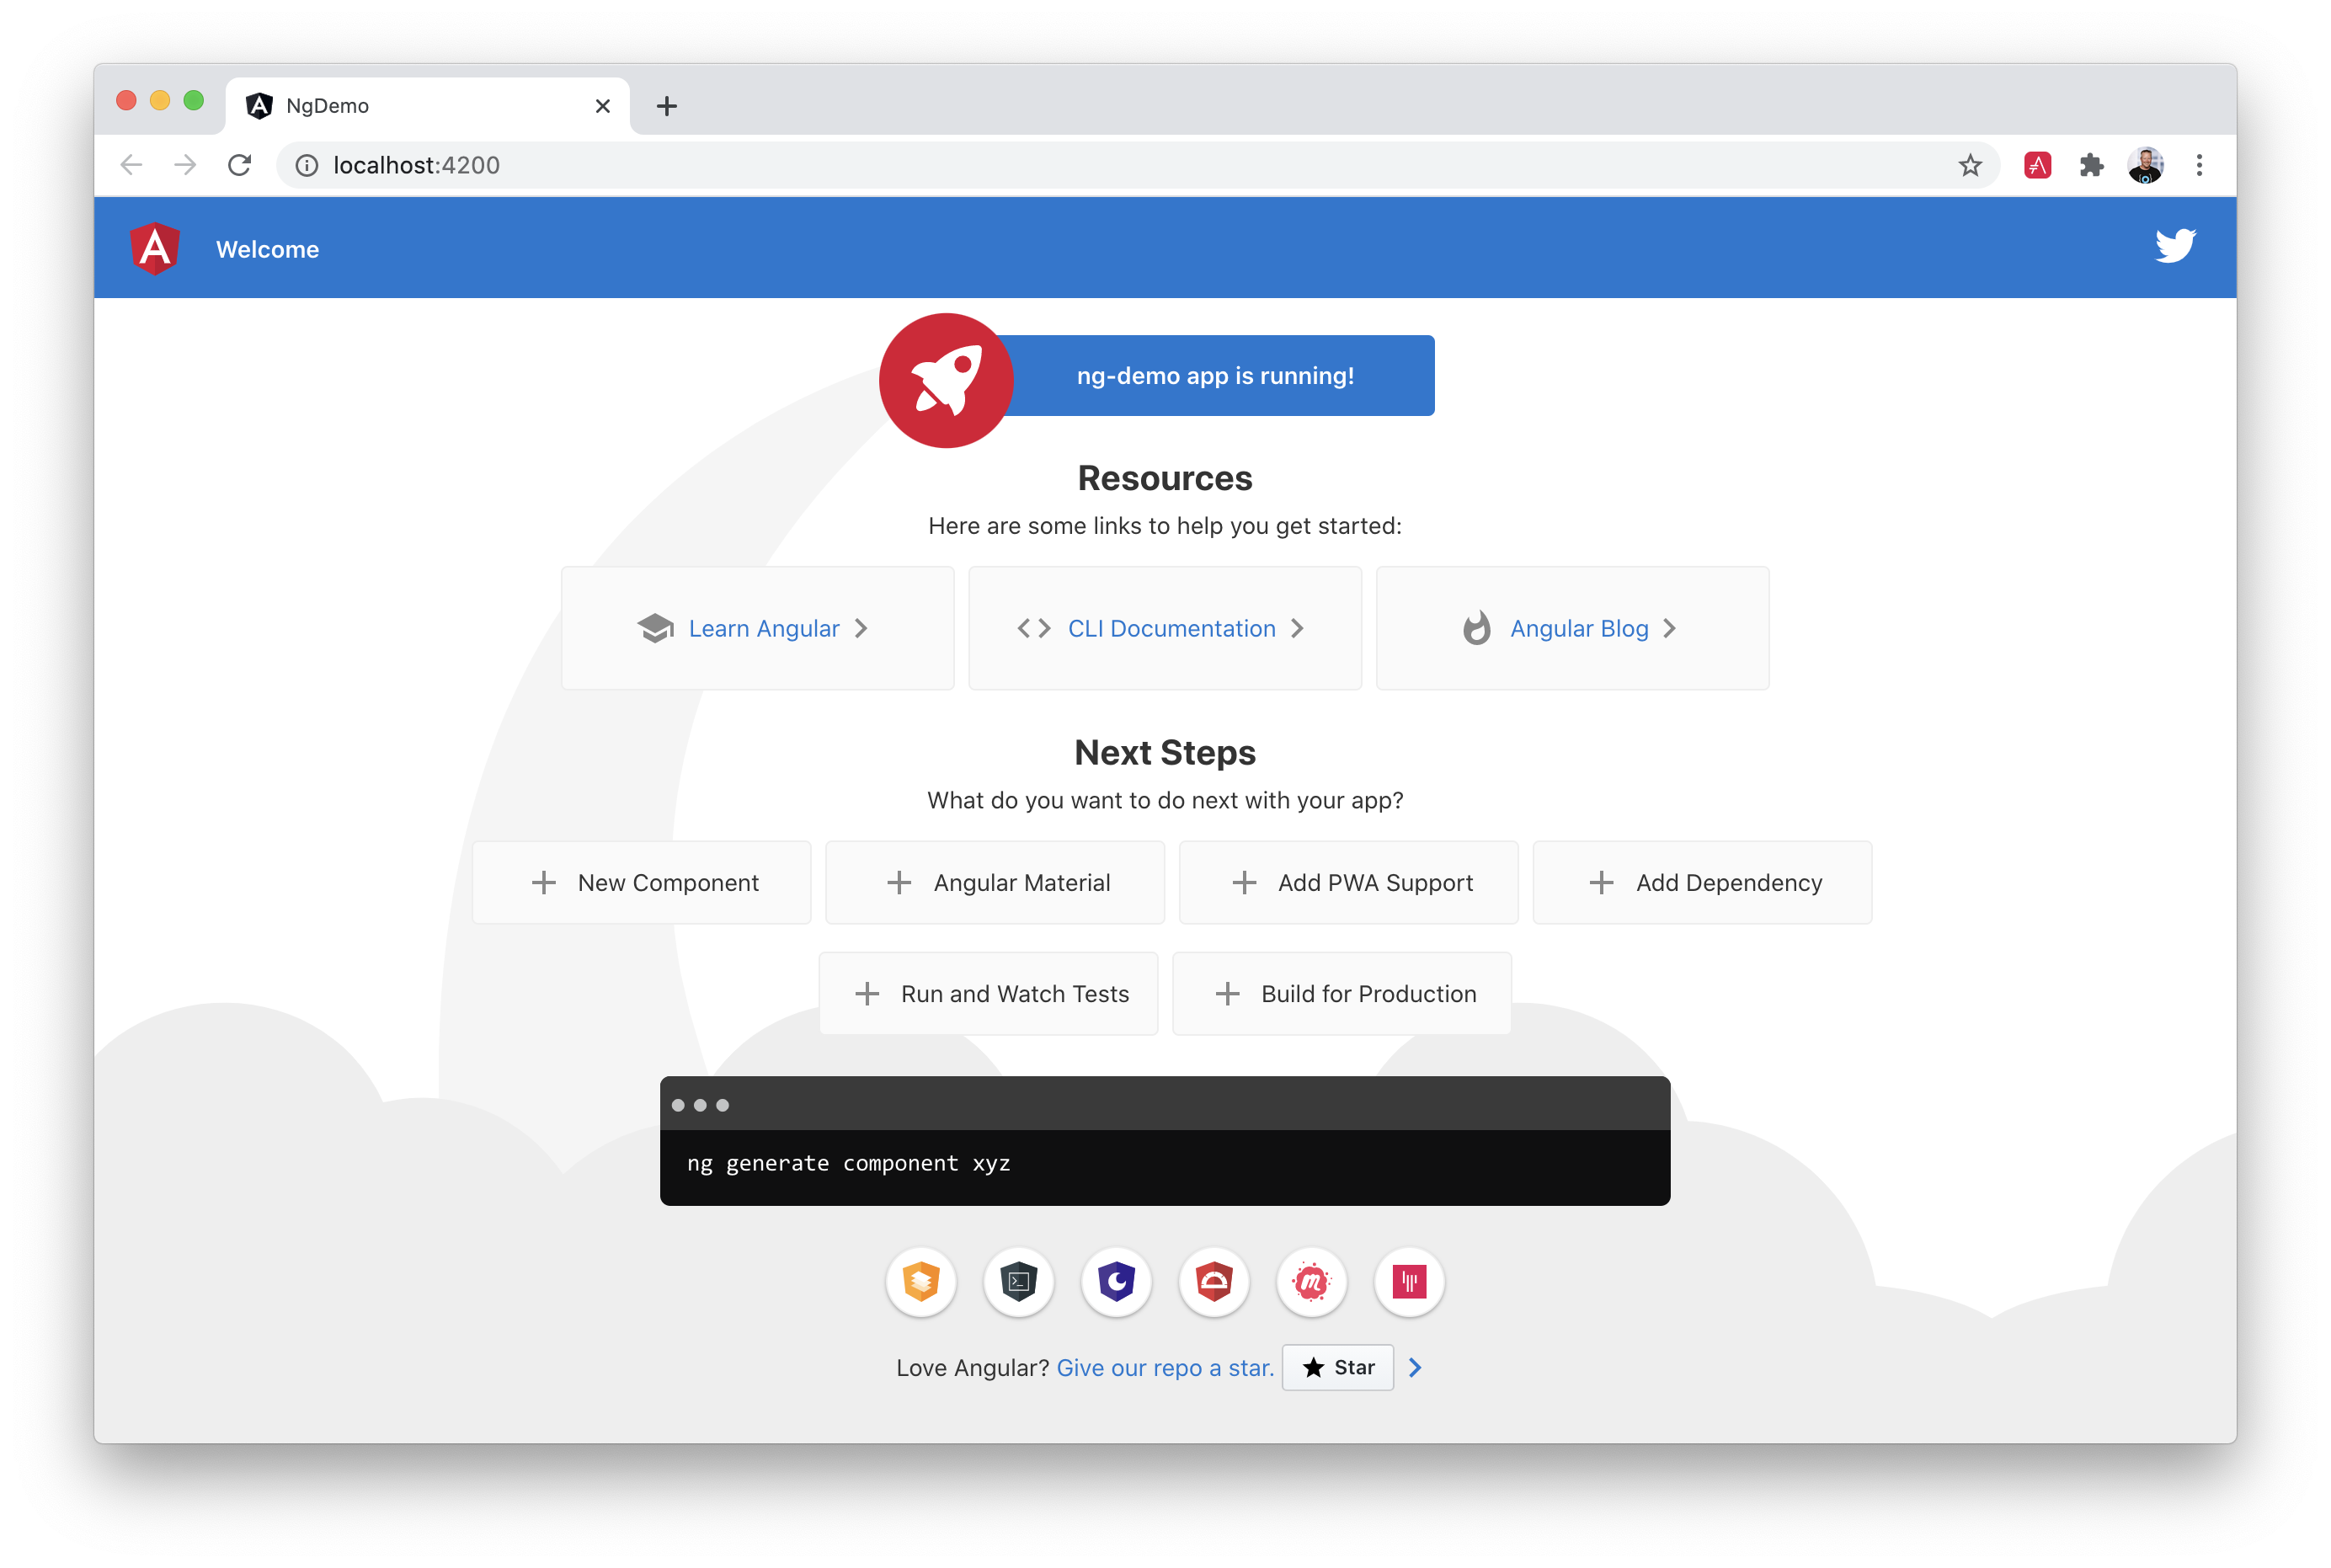 NgDemo
localhost:4200
Welcome
ng-demo app is running!
Resources
Here are some links to help you get started:
Learn Angular
CLI Documentation
Angular Blog
Next Steps
What do you want to do next with your app?
New Component
Angular Material
Add PWA Support
Add Dependency
Run and Watch Tests
Build for Production
ng generate component xyz
Love Angular? Give our repo a star. Star